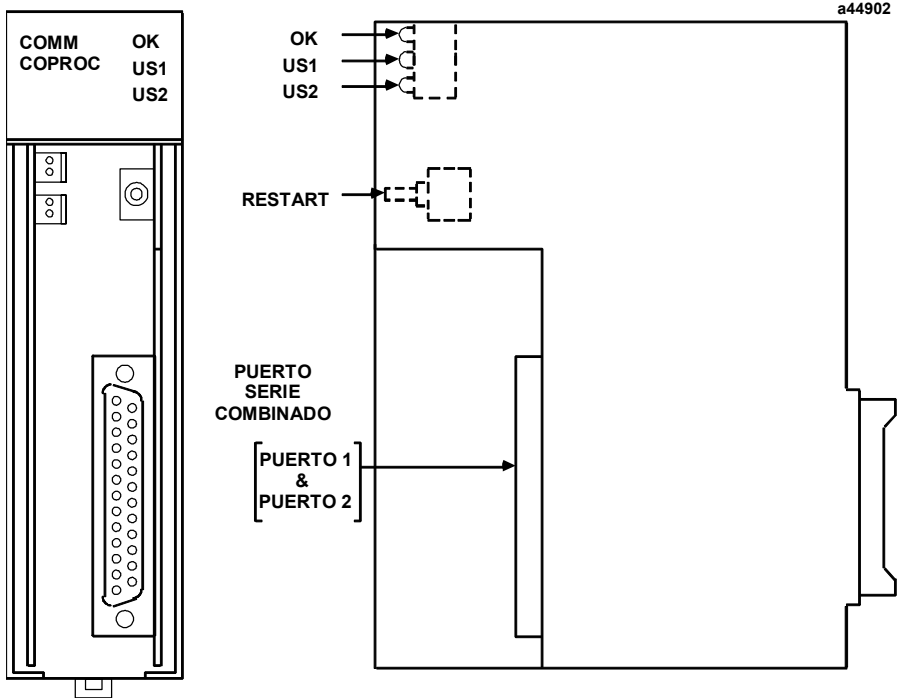 a44902
COMM OK
COPROC US1
US2
OK
US1
US2
RESTART
PUERTO
SERIE
COMBINADO
PUERTO 1
&
PUERTO 2